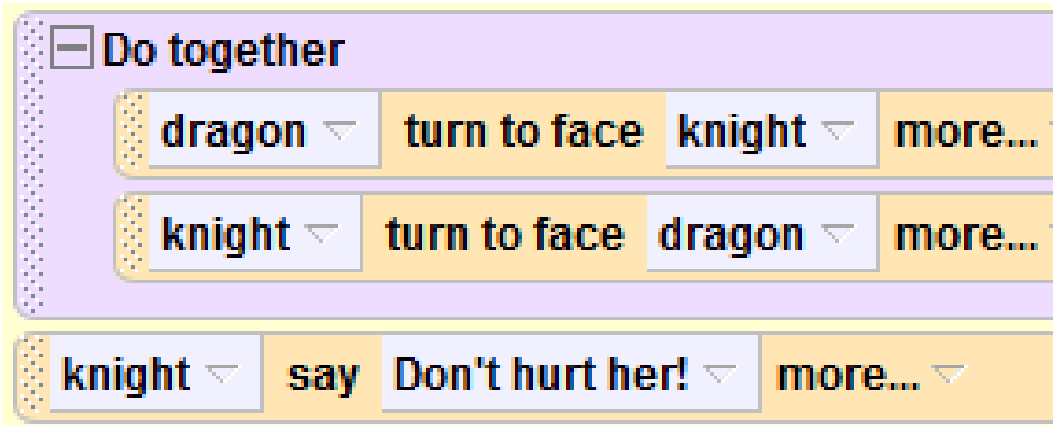 Do together
dragon turn to face knight more...
knight turn to face dragon more...
knight say Don't hurt her! more...